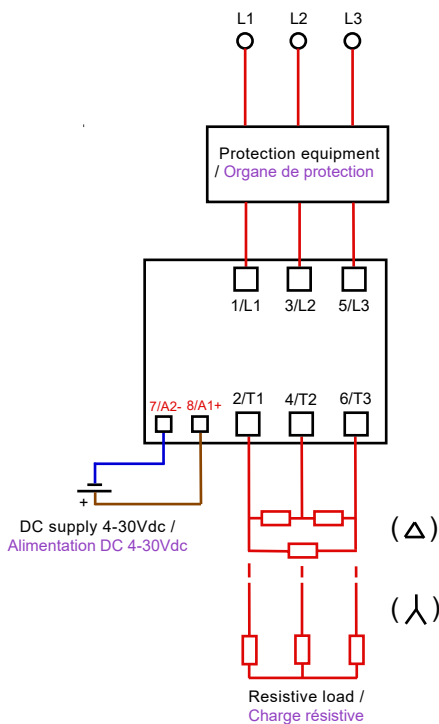 L1 L2 L3
Protection equipment
/ Organe de protection
1/L1 3/L2 5/L3
7/A2- 8/A1+ 2/T1 4/T2 6/T3
+
DC supply 4-30Vdc /
Alimentation DC 4-30Vdc
(Δ)
(⅄)
Resistive load /
Charge résistive